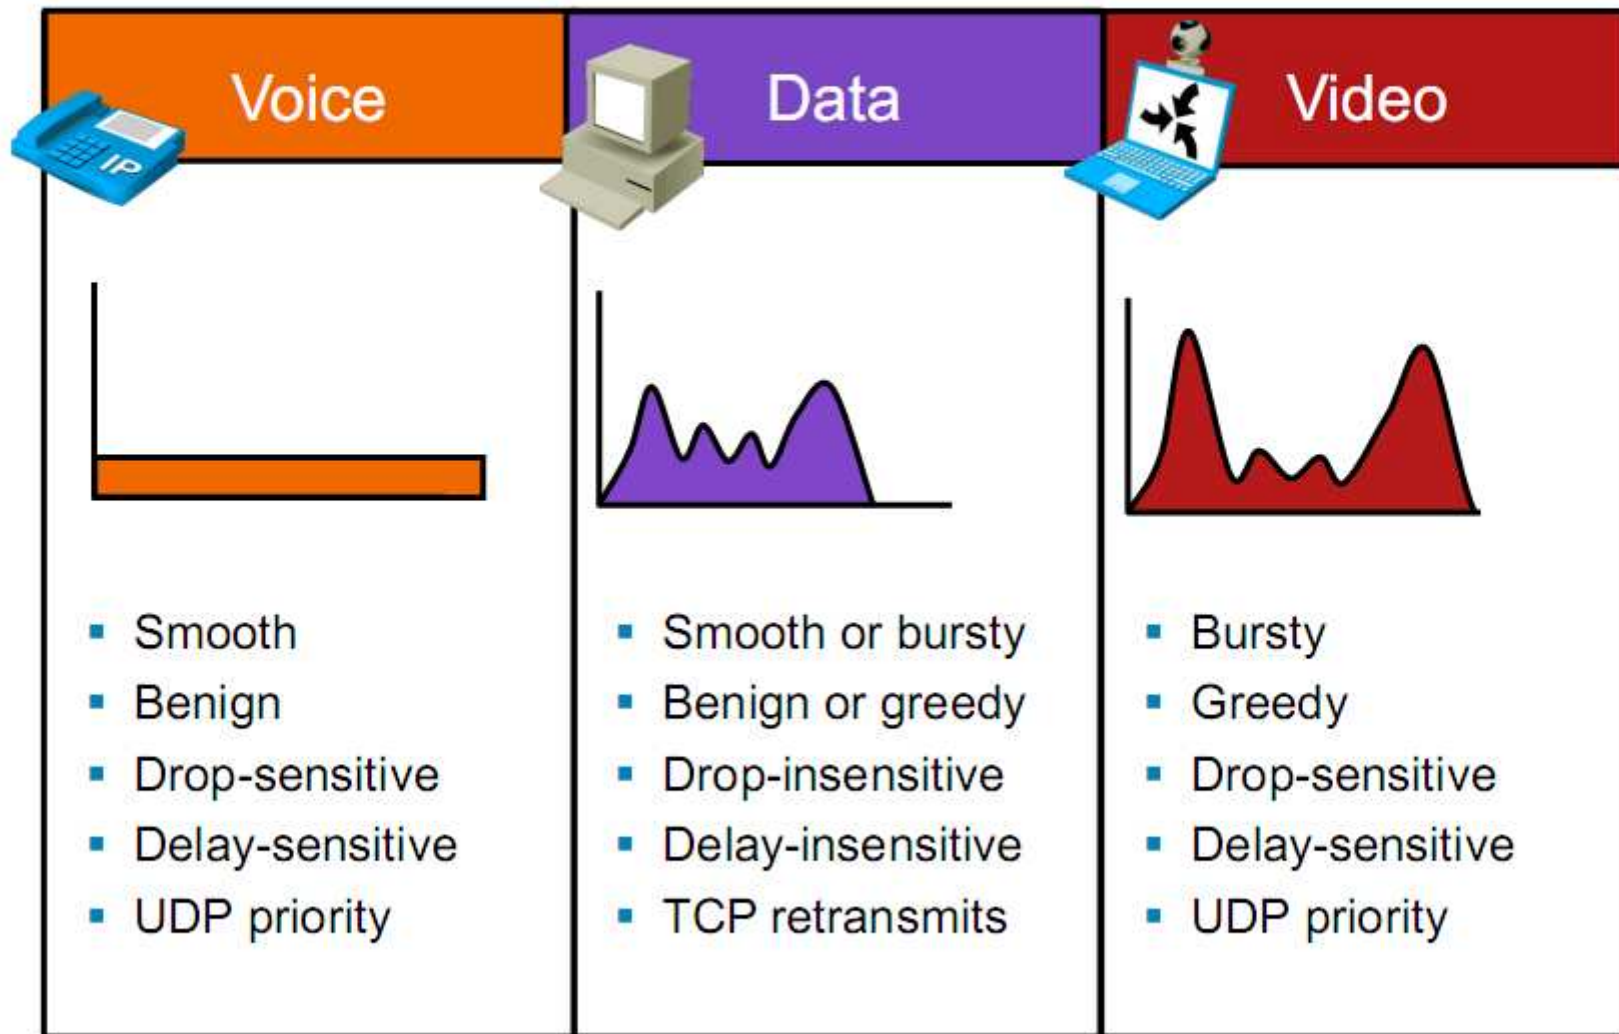 Voice
IP
Smooth
Benign
Drop-sensitive
Delay-sensitive
UDP priority
Data
Smooth or bursty
Benign or greedy
Drop-insensitive
Delay-insensitive
TCP retransmits
Video
Bursty
Greedy
Drop-sensitive
Delay-sensitive
UDP priority